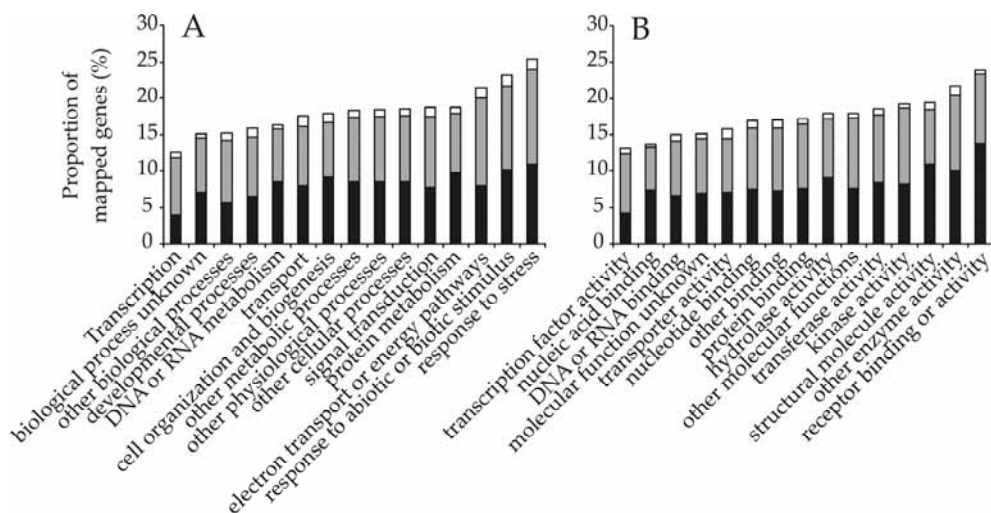 Proportion of
mapped genes (%)
A
30
25
20
15
10
5
0
Transcription
biological process unknown
other biological processes
developmental processes
DNA or RNA metabolism
transport
cell organization and biogenesis
other metabolic processes
other physiological processes
other cellular processes
signal transduction
protein metabolism
electron transport or energy pathways
response to abiotic or biotic stimulus
response to stress
B
30
25
20
15
10
5
0
transcription factor activity
nucleic acid binding
DNA or RNA binding
molecular function unknown
transporter activity
nucleotide binding
other binding
protein binding
hydrolase activity
other molecular functions
transferase activity
kinase activity
structural molecule activity
other enzyme activity
receptor binding or activity